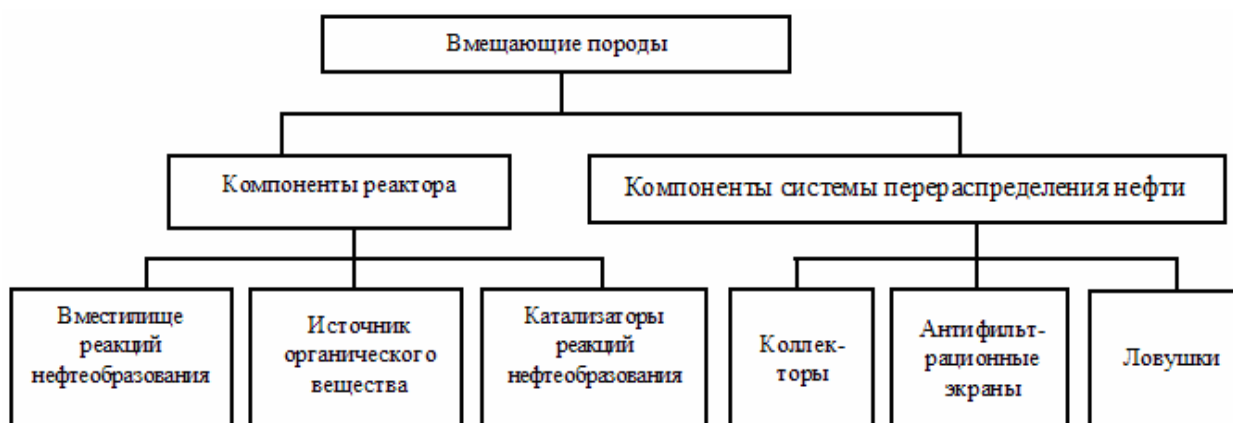 Вмещающие породы
Компоненты реактора
Компоненты системы перераспределения нефти
Вместилище
реакций
нефтеобразования
Источник
органического
вещества
Катализаторы
реакций
нефтеобразования
Коллек-
торы
Антифильт-
рационные
экраны
Ловушки